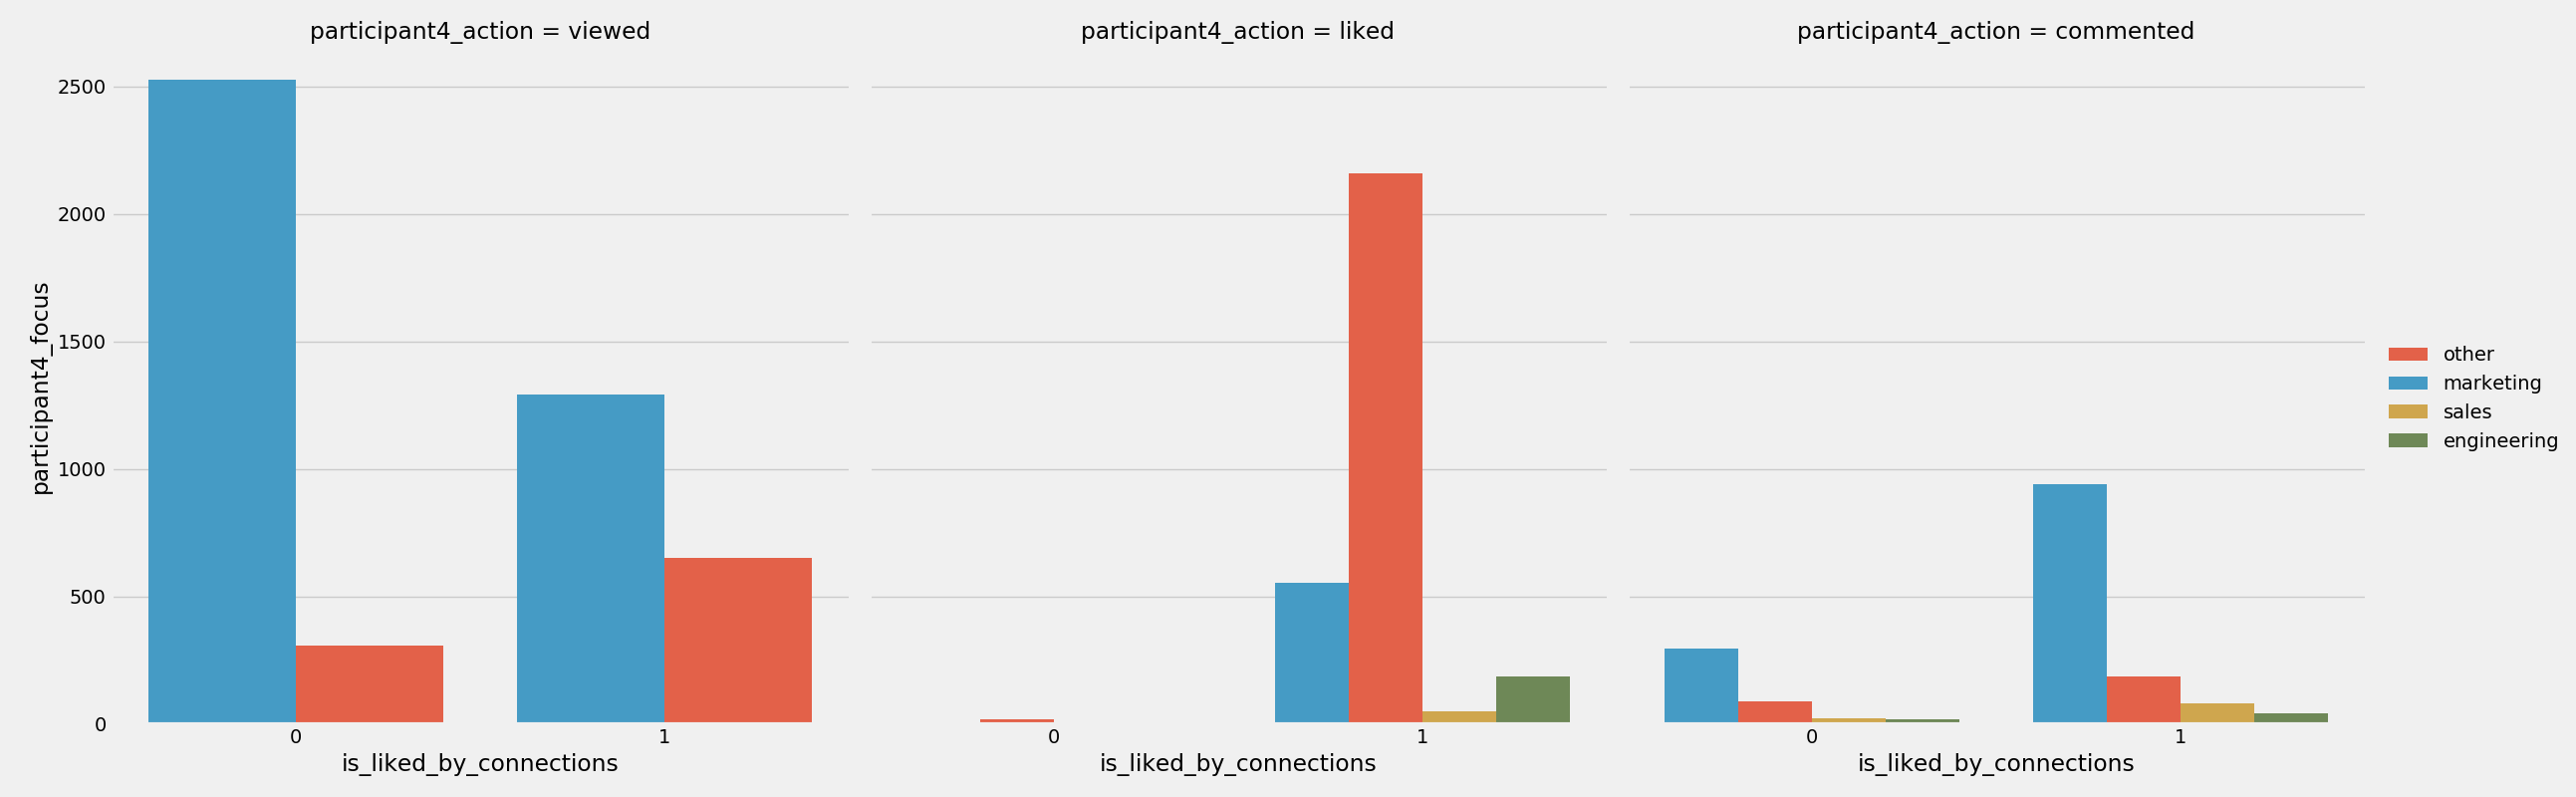 participant4_action = viewed
participant4_action = liked
participant4_action = commented
participant4_focus
2500
2000
1500
1000
500
0
0
1
is_liked_by_connections
0
1
is_liked_by_connections
0
1
is_liked_by_connections
other
marketing
sales
engineering